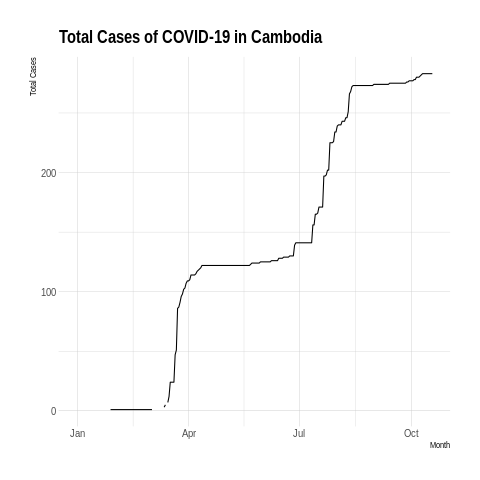 Total Cases of COVID-19 in Cambodia
Total Cases
200
100
0
Jan Apr Jul Oct
Month